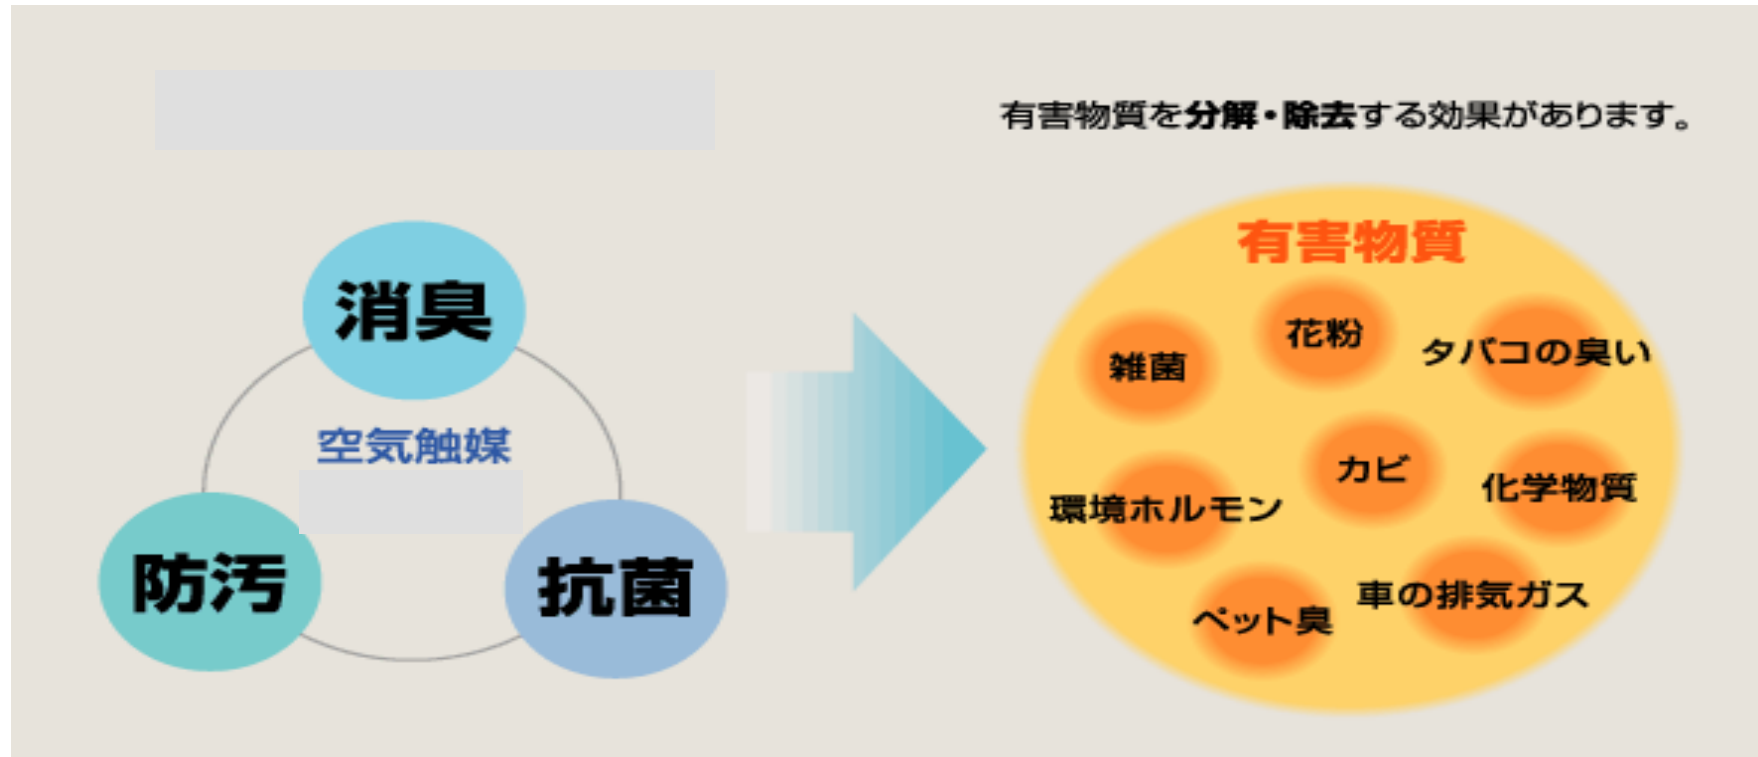 有害物質を分解・除去する効果があります。
消臭
空気触媒
防汚
抗菌
有害物質
花粉
雑菌
タバコの臭い
カビ
化学物質
環境ホルモン
車の排気ガス
ペット臭